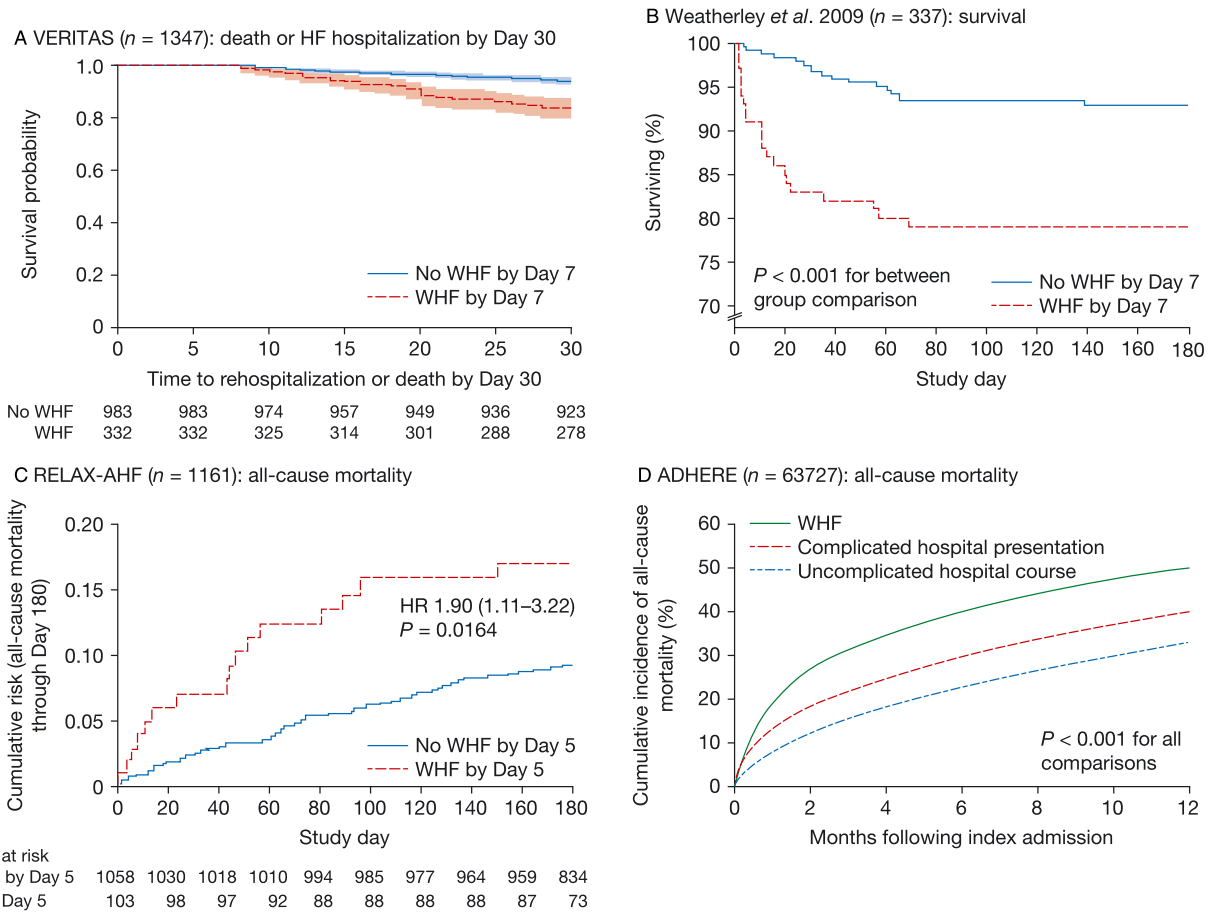 A VERITAS (n = 1347): death or HF hospitalization by Day 30
Survival probability
1.0
0.8
0.6
0.4
0.2
0
No WHF by Day 7
WHF by Day 7
0 5 10 15 20 25 30
Time to rehospitalization or death by Day 30
No WHF 983 983 974 957 949 936 923
WHF 332 332 325 314 301 288 278
B Weatherley et al. 2009 (n = 337): survival
Surviving (%)
100
95
90
85
80
75
70
P < 0.001 for between
group comparison
No WHF by Day 7
WHF by Day 7
0 20 40 60 80 100 120 140 160 180
Study day
C RELAX-AHF (n = 1161): all-cause mortality
Cumulative risk (all-cause mortality
through Day 180)
0.20
0.15
0.10
0.05
0
HR 1.90 (1.11–3.22)
P = 0.0164
No WHF by Day 5
WHF by Day 5
0 20 40 60 80 100 120 140 160 180
Study day
at risk
by Day 5 1058 1030 1018 1010 994 985 977 964 959 834
Day 5 103 98 97 92 88 88 88 88 87 73
D ADHERE (n = 63727): all-cause mortality
Cumulative incidence of all-cause
mortality (%)
60
50
40
30
20
10
0
WHF
Complicated hospital presentation
Uncomplicated hospital course
P < 0.001 for all
comparisons
0 2 4 6 8 10 12
Months following index admission